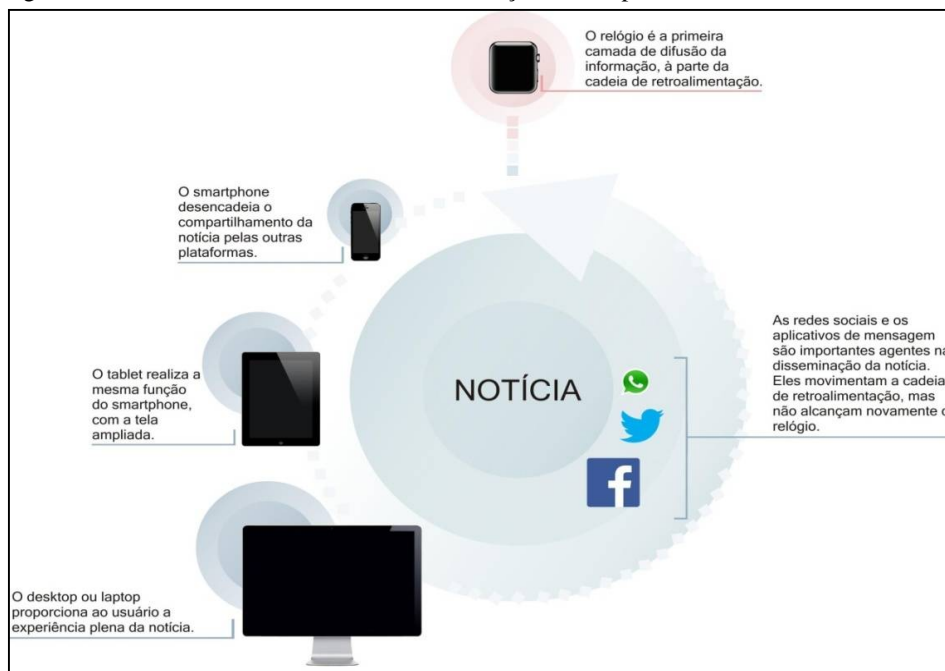 O relógio é a primeira
camada de difusão da
informação, à parte da
cadeia de retroalimentação.
O smartphone
desencadeia o
compartilhamento da
notícia pelas outras
plataformas.
O tablet realiza a
mesma função
do smartphone,
com a tela
ampliada.
NOTÍCIA
As redes sociais e os
aplicativos de mensagem
são importantes agentes na
disseminação da notícia.
Eles movimentam a cadeia
de retroalimentação, mas
não alcançam novamente o
relógio.
O desktop ou laptop
proporciona ao usuário a
experiência plena da notícia.